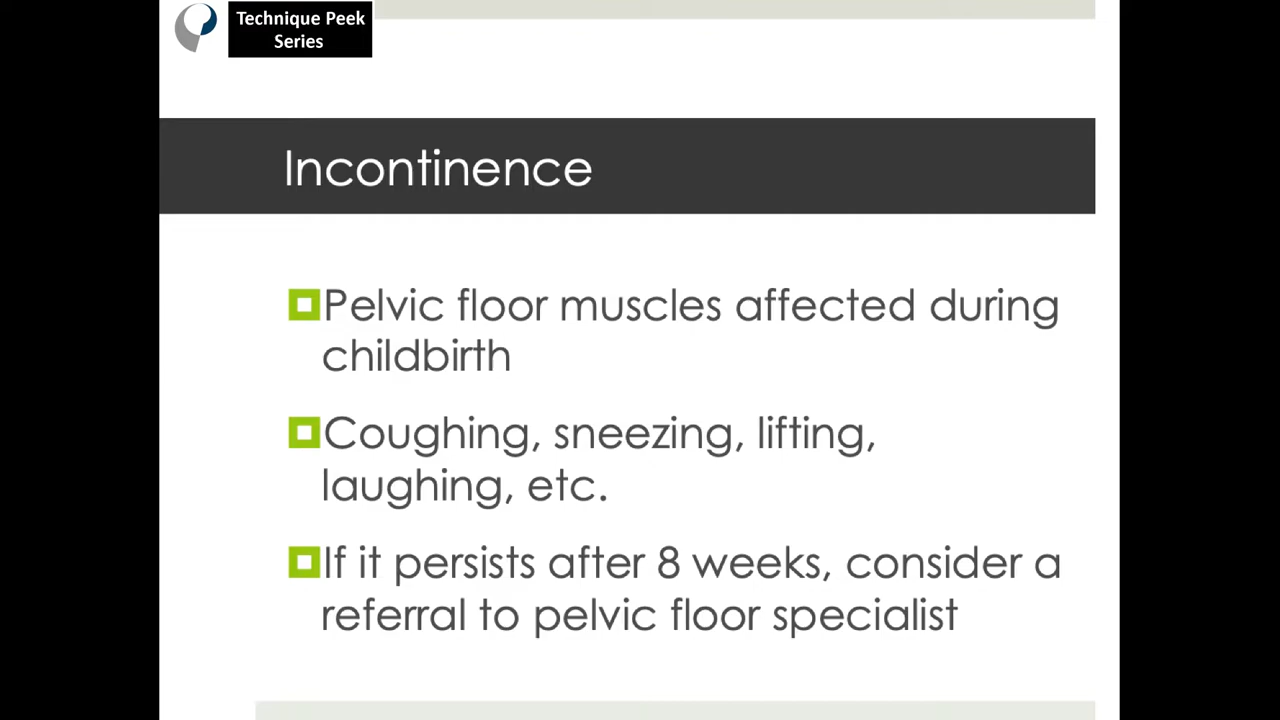 Technique Peek
Series
Incontinence
Pelvic floor muscles affected during
childbirth
Coughing, sneezing, lifting,
laughing, etc.
If it persists after 8 weeks, consider a
referral to pelvic floor specialist